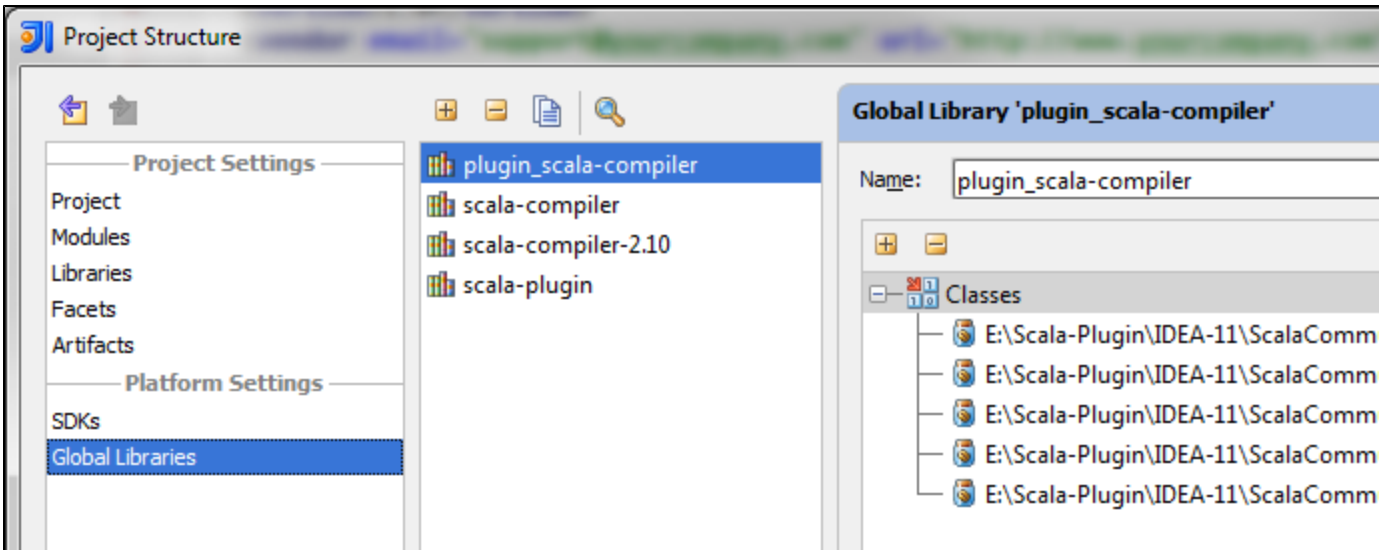 Project Structure
Project Settings
Project
Modules
Libraries
Facets
Artifacts
Platform Settings
SDKs
Global Libraries
plugin_scala-compiler
scala-compiler
scala-compiler-2.10
scala-plugin
Global Library 'plugin_scala-compiler'
Name: plugin_scala-compiler
Classes
E:\Scala-Plugin\IDEA-11\ScalaComm
E:\Scala-Plugin\IDEA-11\ScalaComm
E:\Scala-Plugin\IDEA-11\ScalaComm
E:\Scala-Plugin\IDEA-11\ScalaComm
E:\Scala-Plugin\IDEA-11\ScalaComm